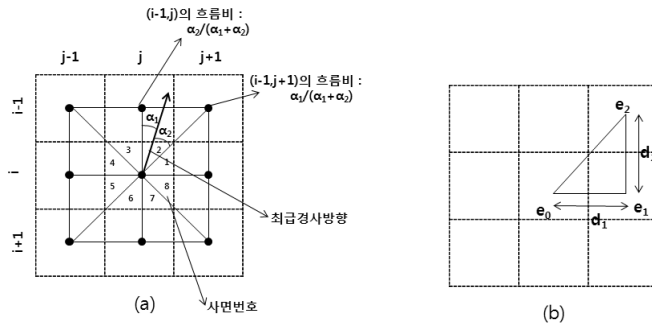 (i-1,j)의 흐름비 :
α₂/(α₁+α₂)
j-1 j j+1
(i-1,j+1)의 흐름비 :
α₁/(α₁+α₂)
i-1
α₁
α₂
i
3 2
4 1
5 8
6 7
i+1
최급경사방향
사면번호
(a)
e₂
e₀ d₁ e₁
(b)